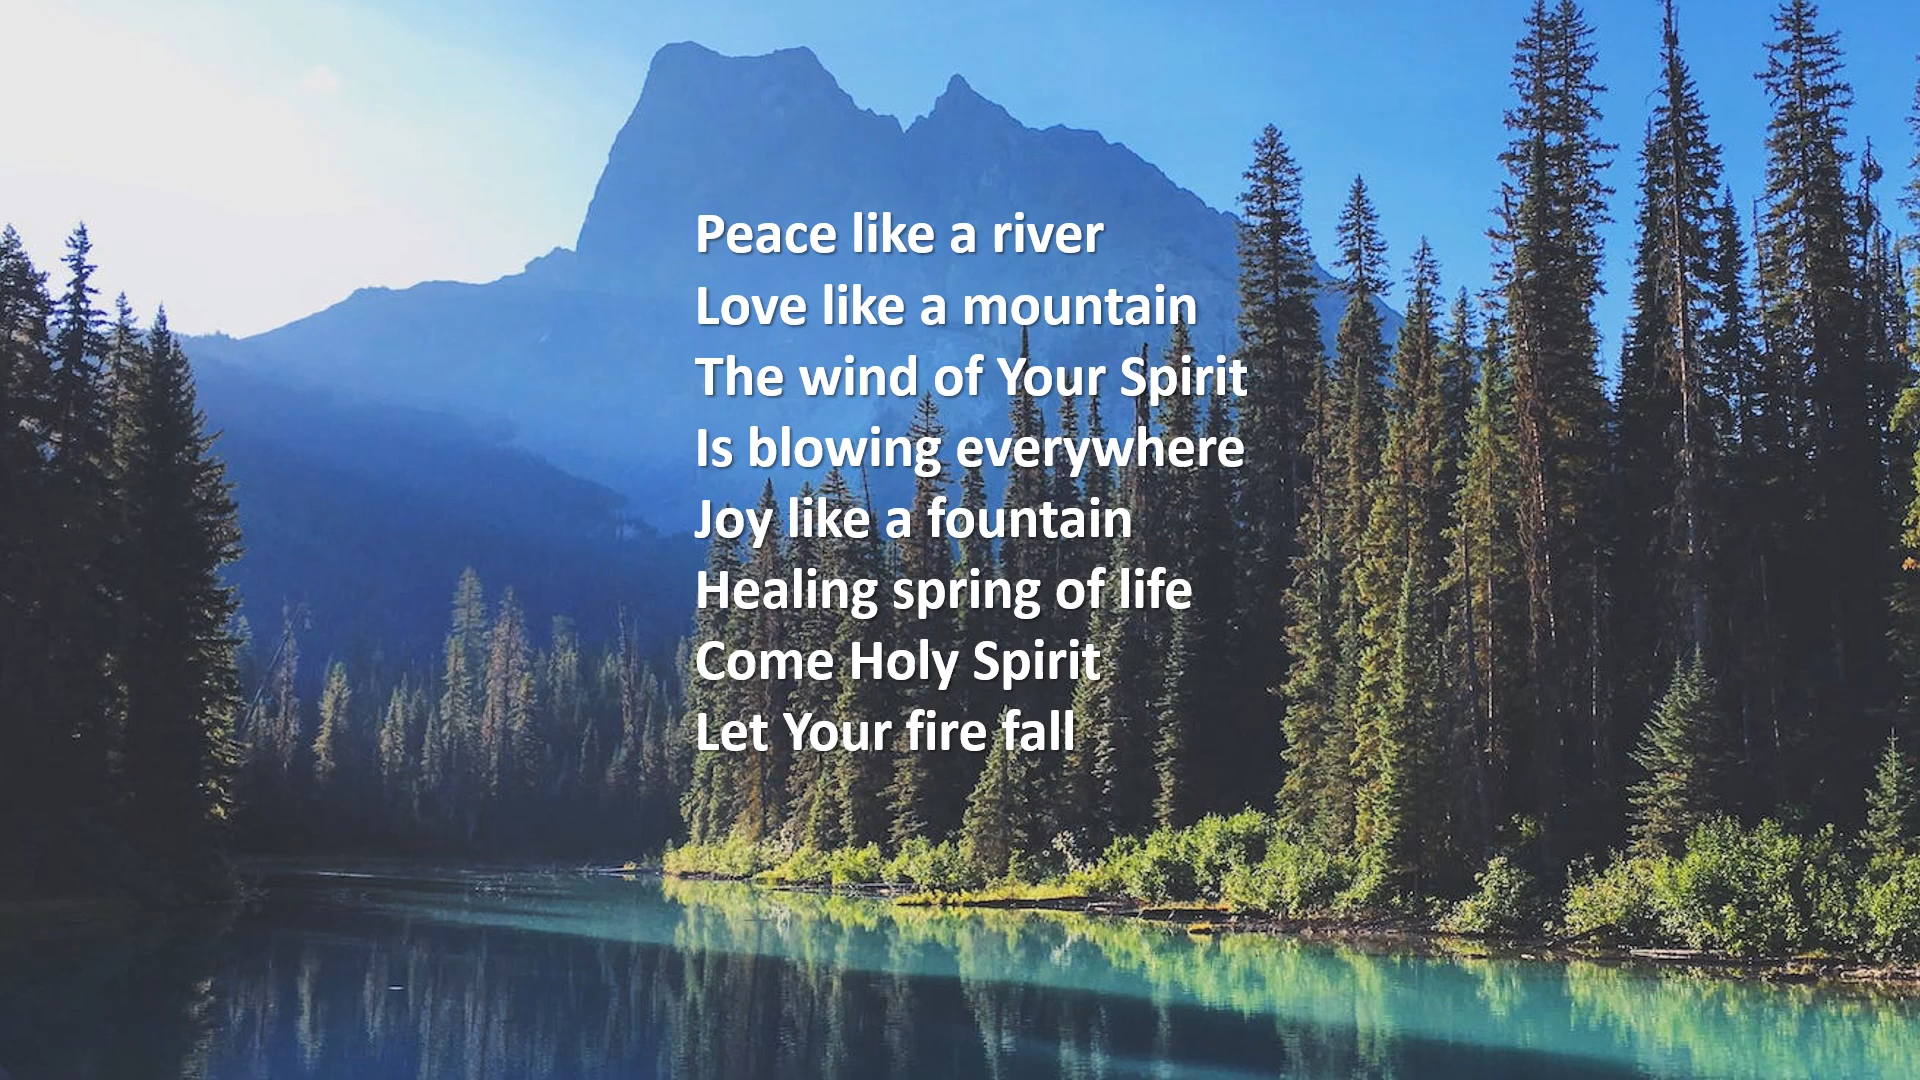 Peace like a river
Love like a mountain
The wind of Your Spirit
Is blowing everywhere
Joy like a fountain
Healing spring of life
Come Holy Spirit
Let Your fire fall